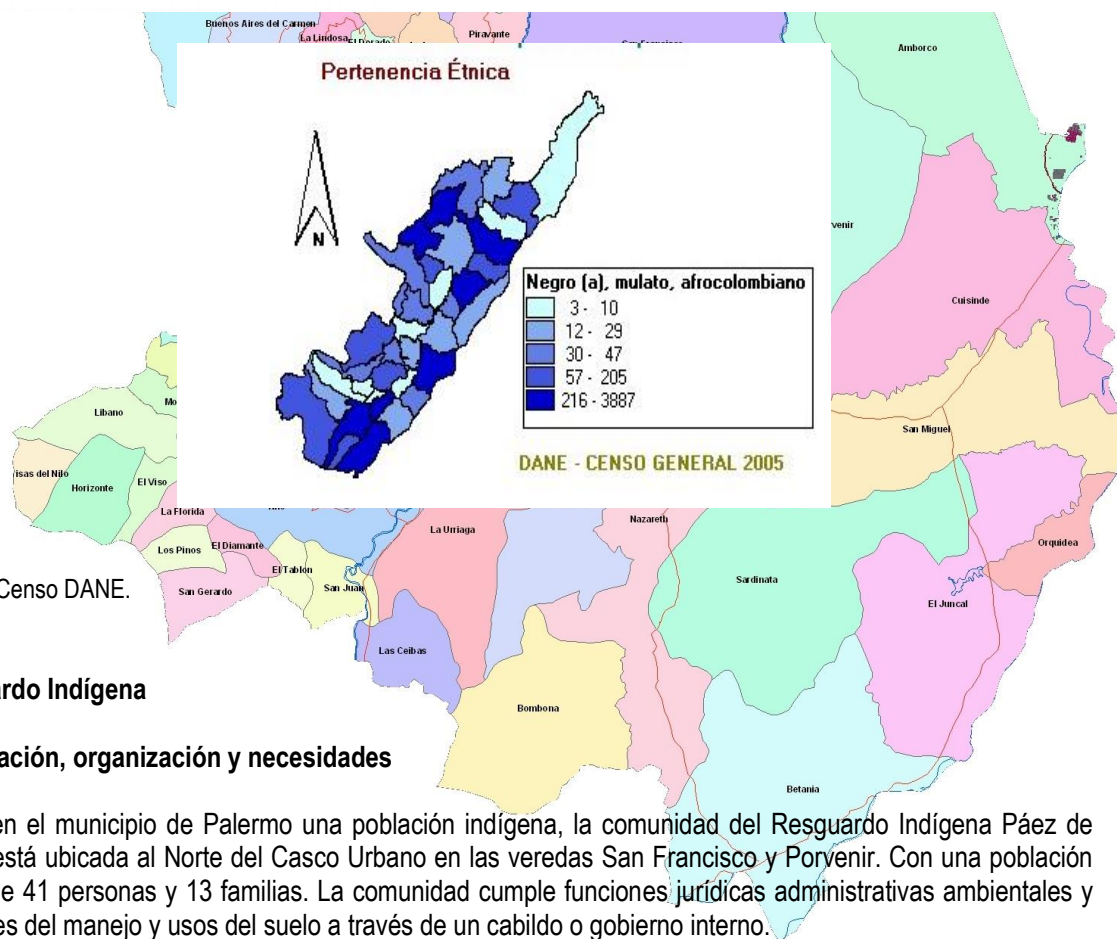 Buenos Aires del Carmen
La Lindosa
Piravante
Amborco
Pertenencia Étnica
N
Negro (a), mulato, afrocolombiano
3 - 10
12 - 29
30 - 47
57 - 205
216 - 3887
DANE - CENSO GENERAL 2005
venir
Cuisinde
San Miguel
Libano
Mo
isas del Nilo
Horizonte
El Viso
La Florida
Los Pinos
El Diamante
El Tablon
San Juan
San Gerardo
La Urriaga
Nazareth
Sardinata
Orquidea
El Juncal
Las Ceibas
Bombona
Betania
Censo DANE.
ardo Indígena
ación, organización y necesidades
en el municipio de Palermo una población indígena, la comunidad del Resguardo Indígena Páez de
está ubicada al Norte del Casco Urbano en las veredas San Francisco y Porvenir. Con una población
e 41 personas y 13 familias. La comunidad cumple funciones jurídicas administrativas ambientales y
es del manejo y usos del suelo a través de un cabildo o gobierno interno.